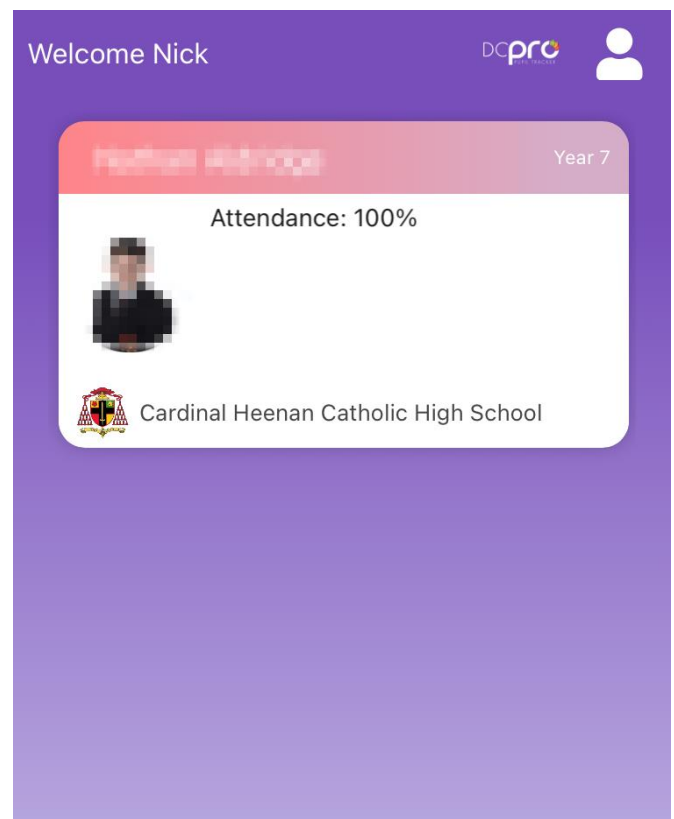 Welcome Nick
DCpro
Year 7
Attendance: 100%
Cardinal Heenan Catholic High School